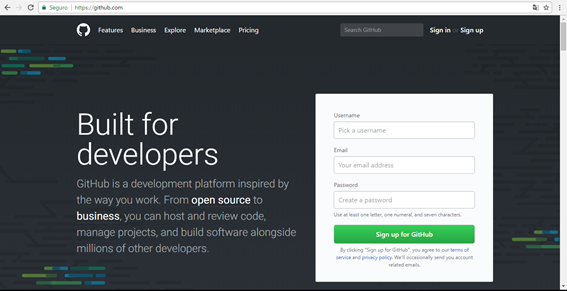 Seguro https://github.com
Features Business Explore Marketplace Pricing Search GitHub Sign in or Sign up
Built for
developers
GitHub is a development platform inspired by
the way you work. From open source to
business, you can host and review code,
manage projects, and build software alongside
millions of other developers.
Username
Pick a username
Email
Your email address
Password
Create a password
Use at least one letter, one numeral, and seven characters.
Sign up for GitHub
By clicking "Sign up for GitHub", you agree to our terms of
service and privacy policy. We'll occasionally send you account
related emails.